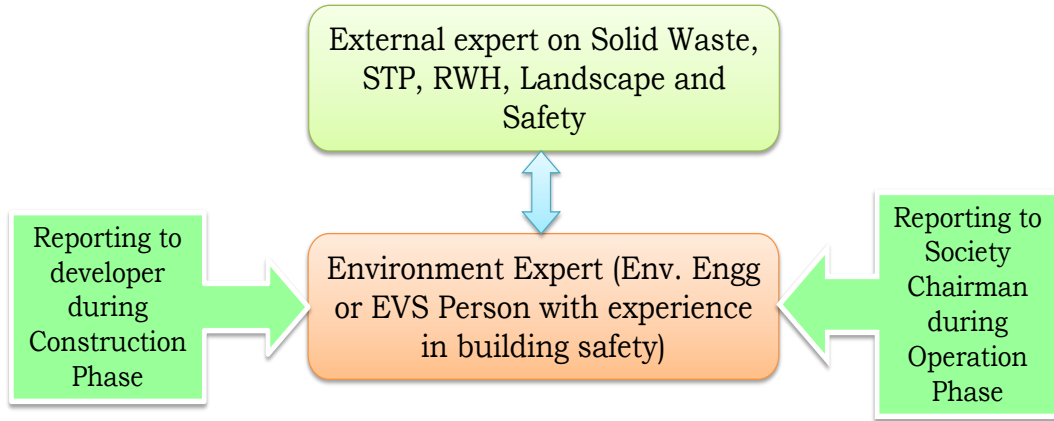 External expert on Solid Waste,
STP, RWH, Landscape and
Safety
Reporting to
developer
during
Construction
Phase
Environment Expert (Env. Engg
or EVS Person with experience
in building safety)
Reporting to
Society
Chairman
during
Operation
Phase